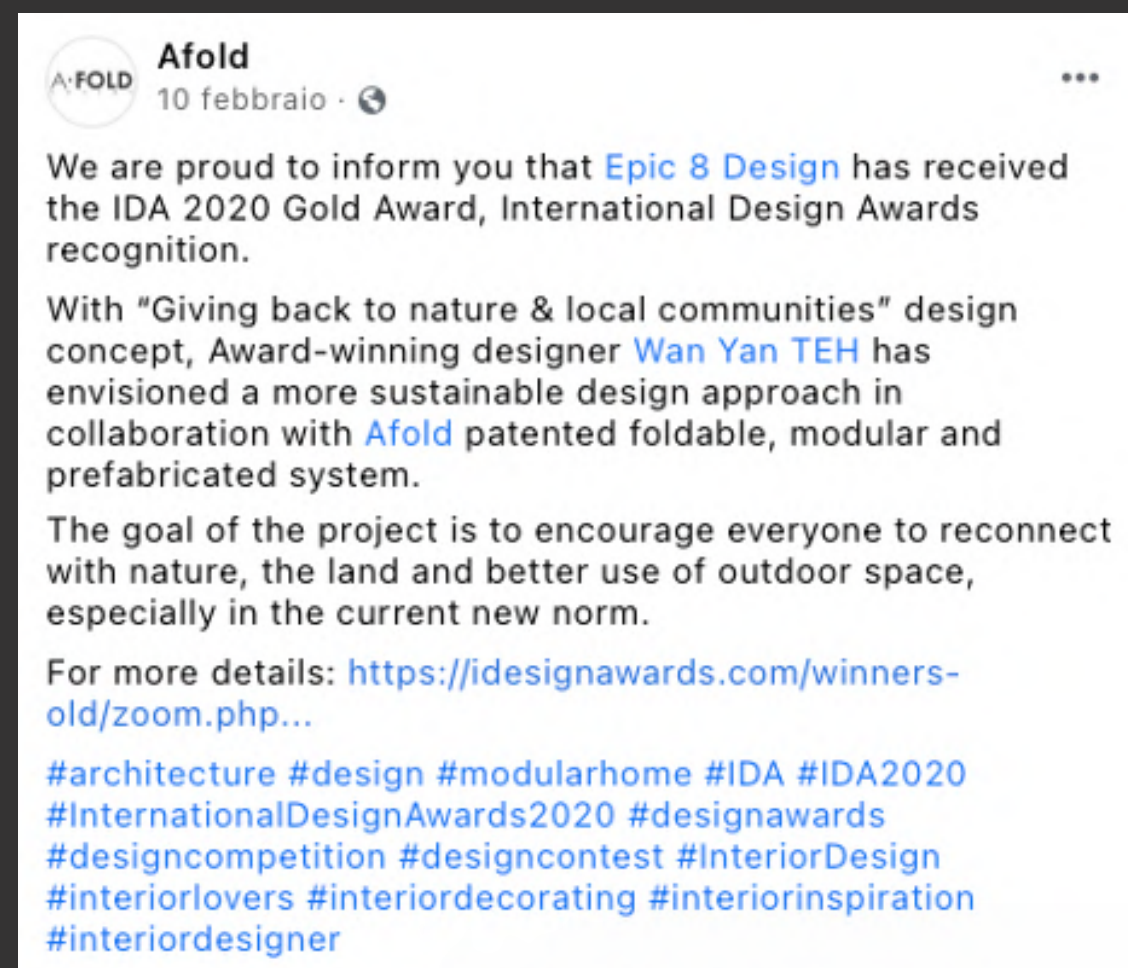 A·FOLD
Afold
10 febbraio ·
We are proud to inform you that Epic 8 Design has received
the IDA 2020 Gold Award, International Design Awards
recognition.
With "Giving back to nature & local communities" design
concept, Award-winning designer Wan Yan TEH has
envisioned a more sustainable design approach in
collaboration with Afold patented foldable, modular and
prefabricated system.
The goal of the project is to encourage everyone to reconnect
with nature, the land and better use of outdoor space,
especially in the current new norm.
For more details: https://idesignawards.com/winners-
old/zoom.php...
#architecture #design #modularhome #IDA #IDA2020
#InternationalDesignAwards2020 #designawards
#designcompetition #designcontest #InteriorDesign
#interiorlovers #interiordecorating #interiorinspiration
#interiordesigner